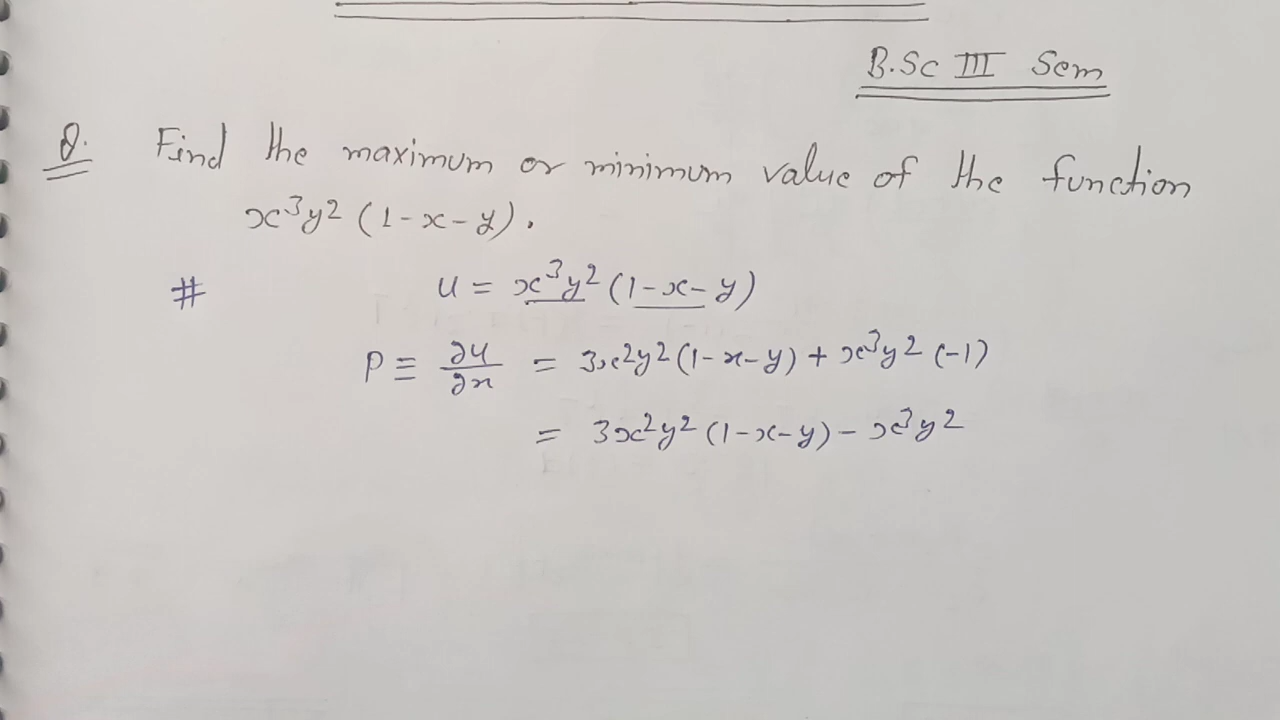 B.Sc III Sem
Q. Find the maximum or minimum value of the function
x³y² (1-x-y).
# u = x³y² (1-x-y)
P ≡ ∂u/∂x = 3x²y² (1-x-y) + x³y² (-1)
= 3x²y² (1-x-y) - x³y²